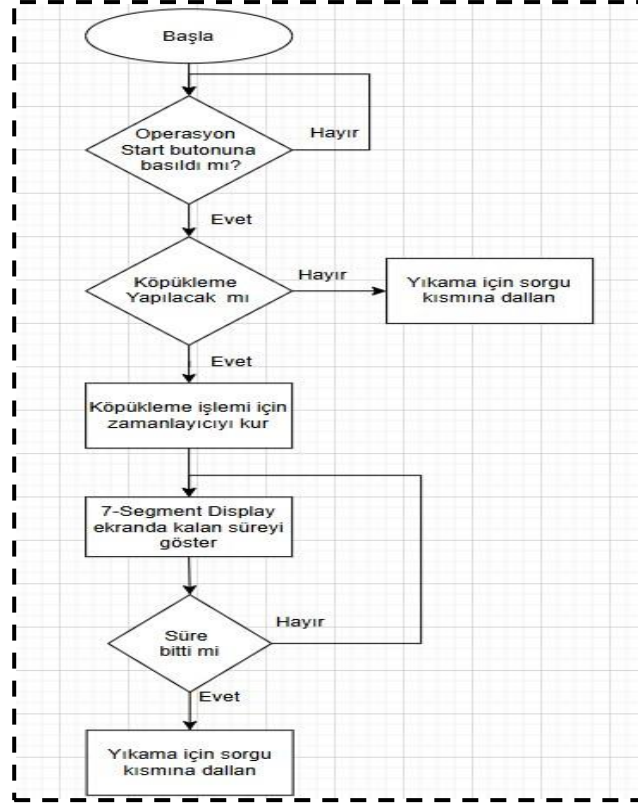 Başla
Operasyon
Start butonuna
basıldı mı?
Hayır
Evet
Köpükleme
Yapılacak mı
Hayır
Yıkama için sorgu
kısmına dallan
Evet
Köpükleme işlemi için
zamanlayıcıyı kur
7-Segment Display
ekranda kalan süreyi
göster
Süre
bitti mi
Hayır
Evet
Yıkama için sorgu
kısmına dallan